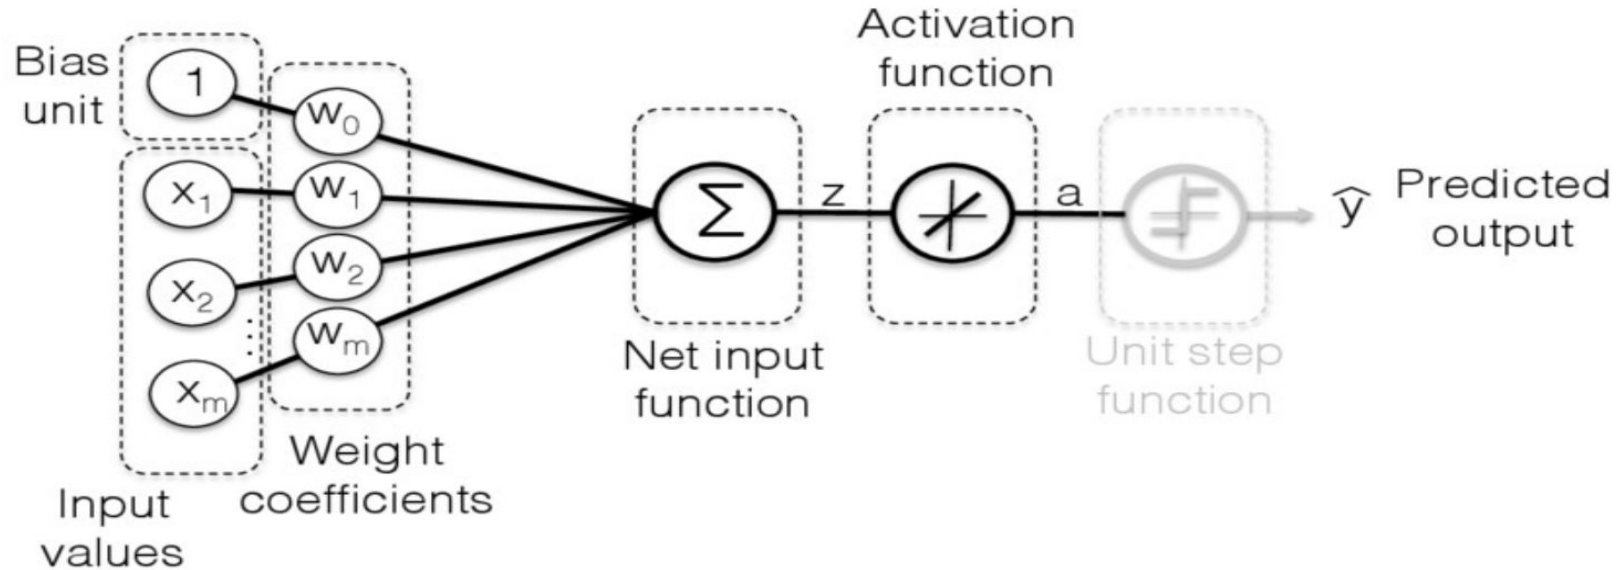 Bias
unit
1
x₁
x₂
⋮
xₘ
Input
values
w₀
w₁
w₂
wₘ
Weight
coefficients
Σ
Net input
function
z
Activation
function
a
Unit step
function
ŷ
Predicted
output